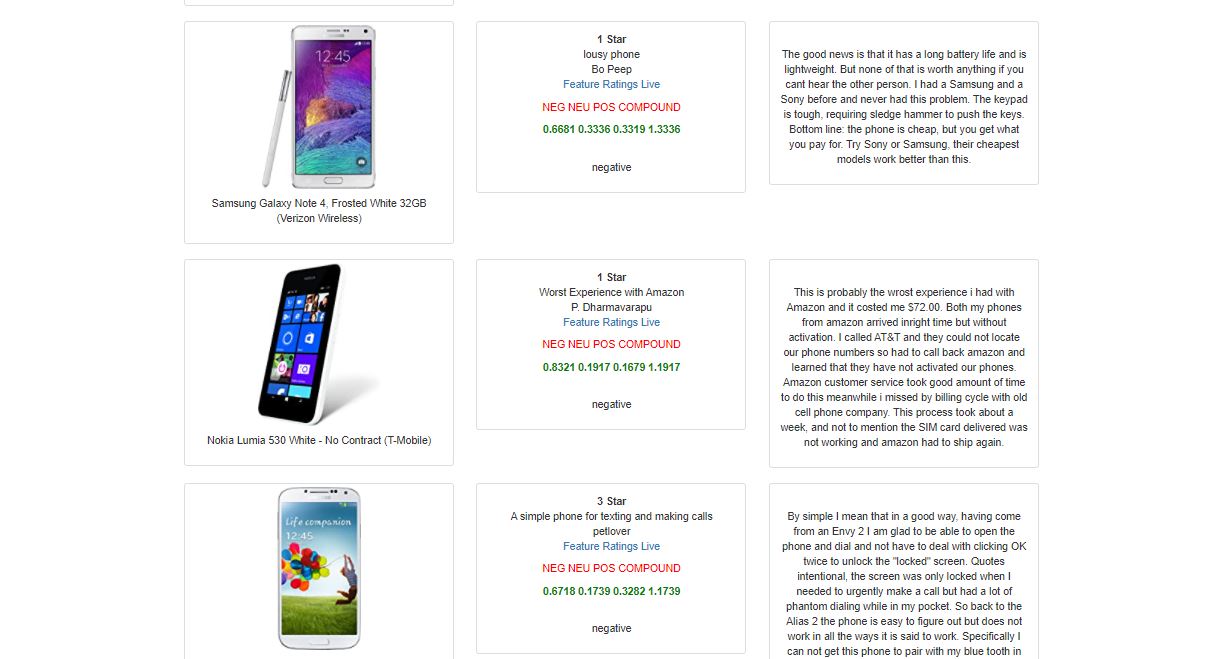 12:45
Samsung Galaxy Note 4, Frosted White 32GB
(Verizon Wireless)
1 Star
lousy phone
Bo Peep
Feature Ratings Live
NEG NEU POS COMPOUND
0.6681 0.3336 0.3319 1.3336
negative
The good news is that it has a long battery life and is
lightweight. But none of that is worth anything if you
cant hear the other person. I had a Samsung and a
Sony before and never had this problem. The keypad
is tough, requiring sledge hammer to push the keys.
Bottom line: the phone is cheap, but you get what
you pay for. Try Sony or Samsung, their cheapest
models work better than this.
NOKIA
Nokia Lumia 530 White - No Contract (T-Mobile)
1 Star
Worst Experience with Amazon
P. Dharmavarapu
Feature Ratings Live
NEG NEU POS COMPOUND
0.8321 0.1917 0.1679 1.1917
negative
This is probably the wrost experience i had with
Amazon and it costed me $72.00. Both my phones
from amazon arrived inright time but without
activation. I called AT&T and they could not locate
our phone numbers so had to call back amazon and
learned that they have not activated our phones.
Amazon customer service took good amount of time
to do this meanwhile i missed by billing cycle with old
cell phone company. This process took about a
week, and not to mention the SIM card delivered was
not working and amazon had to ship again.
Life companion
12:45
3 Star
A simple phone for texting and making calls
petlover
Feature Ratings Live
NEG NEU POS COMPOUND
0.6718 0.1739 0.3282 1.1739
negative
By simple I mean that in a good way, having come
from an Envy 2 I am glad to be able to open the
phone and dial and not have to deal with clicking OK
twice to unlock the "locked" screen. Quotes
intentional, the screen was only locked when I
needed to urgently make a call but had a lot of
phantom dialing while in my pocket. So back to the
Alias 2 the phone is easy to figure out but does not
work in all the ways it is said to work. Specifically I
can not get this phone to pair with my blue tooth in